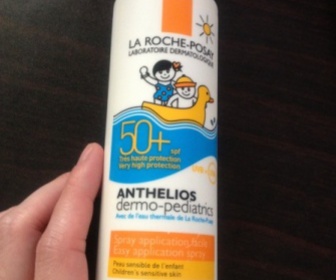 LA ROCHE-POSAY
LABORATOIRE DERMATOLOGIQUE
50+ spf
Très haute protection
Very high protection
ANTHELIOS
dermo-pediatrics
Avec de l'eau thermale de La Roche-Posay
Spray application facile
Easy application spray
Peau sensible de l'enfant
Children's sensitive skin